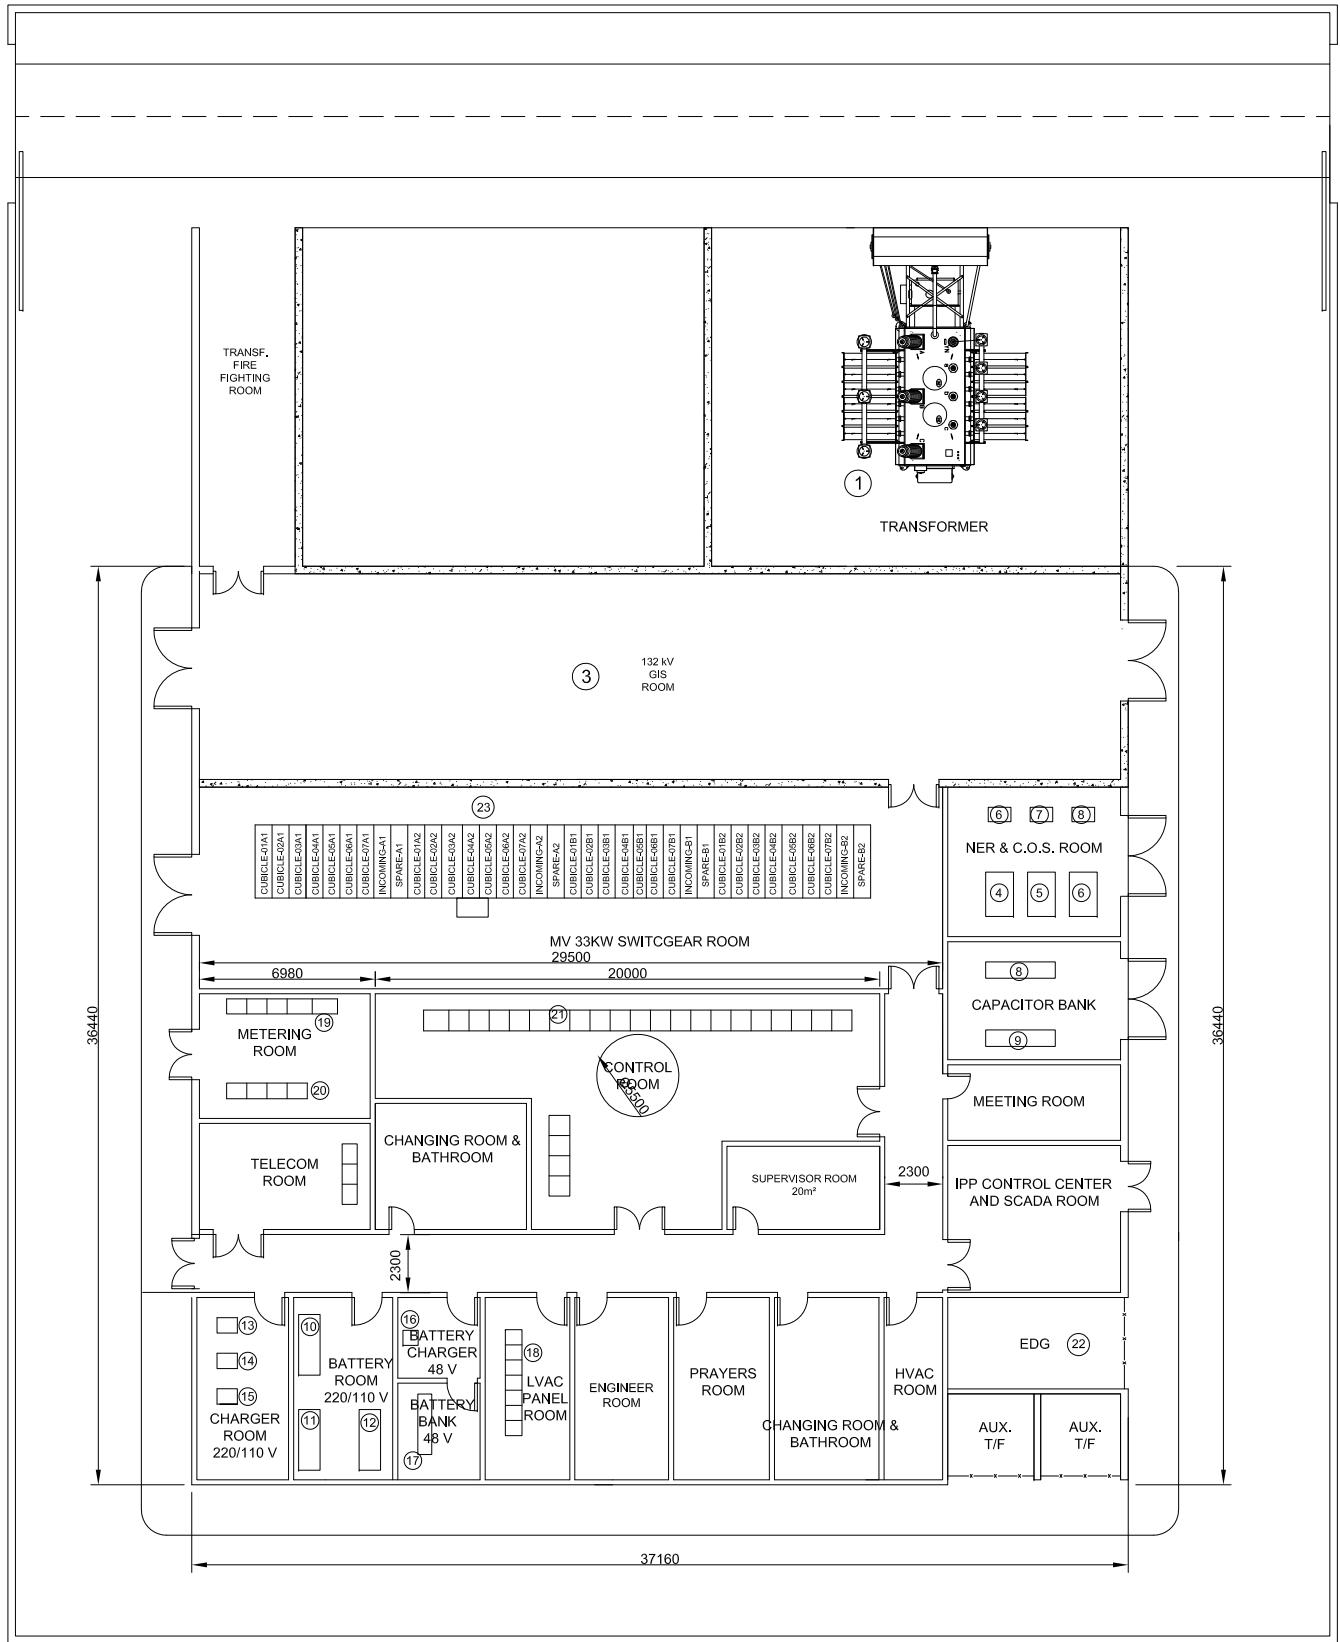 TRANSF.
FIRE
FIGHTING
ROOM
1
TRANSFORMER
3
132 kV
GIS
ROOM
23
CUBICLE-01A1
CUBICLE-02A1
CUBICLE-03A1
CUBICLE-04A1
CUBICLE-05A1
CUBICLE-06A1
CUBICLE-07A1
INCOMING-A1
SPARE-A1
CUBICLE-01A2
CUBICLE-02A2
CUBICLE-03A2
CUBICLE-04A2
CUBICLE-05A2
CUBICLE-06A2
CUBICLE-07A2
INCOMING-A2
SPARE-A2
CUBICLE-01B1
CUBICLE-02B1
CUBICLE-03B1
CUBICLE-04B1
CUBICLE-05B1
CUBICLE-06B1
CUBICLE-07B1
INCOMING-B1
SPARE-B1
CUBICLE-01B2
CUBICLE-02B2
CUBICLE-03B2
CUBICLE-04B2
CUBICLE-05B2
CUBICLE-06B2
CUBICLE-07B2
INCOMING-B2
SPARE-B2
6
7
8
NER & C.O.S. ROOM
4
5
6
MV 33KW SWITCGEAR ROOM
29500
6980
20000
36440
36440
8
CAPACITOR BANK
9
19
METERING
ROOM
20
21
CONTROL
ROOM
Ø5500
MEETING ROOM
CHANGING ROOM &
BATHROOM
TELECOM
ROOM
SUPERVISOR ROOM
20m²
2300
IPP CONTROL CENTER
AND SCADA ROOM
2300
13
14
15
CHARGER
ROOM
220/110 V
10
BATTERY
ROOM
220/110 V
11
12
16
BATTERY
CHARGER
48 V
BATTERY
BANK
48 V
17
18
LVAC
PANEL
ROOM
ENGINEER
ROOM
PRAYERS
ROOM
CHANGING ROOM &
BATHROOM
HVAC
ROOM
EDG
22
AUX.
T/F
AUX.
T/F
37160